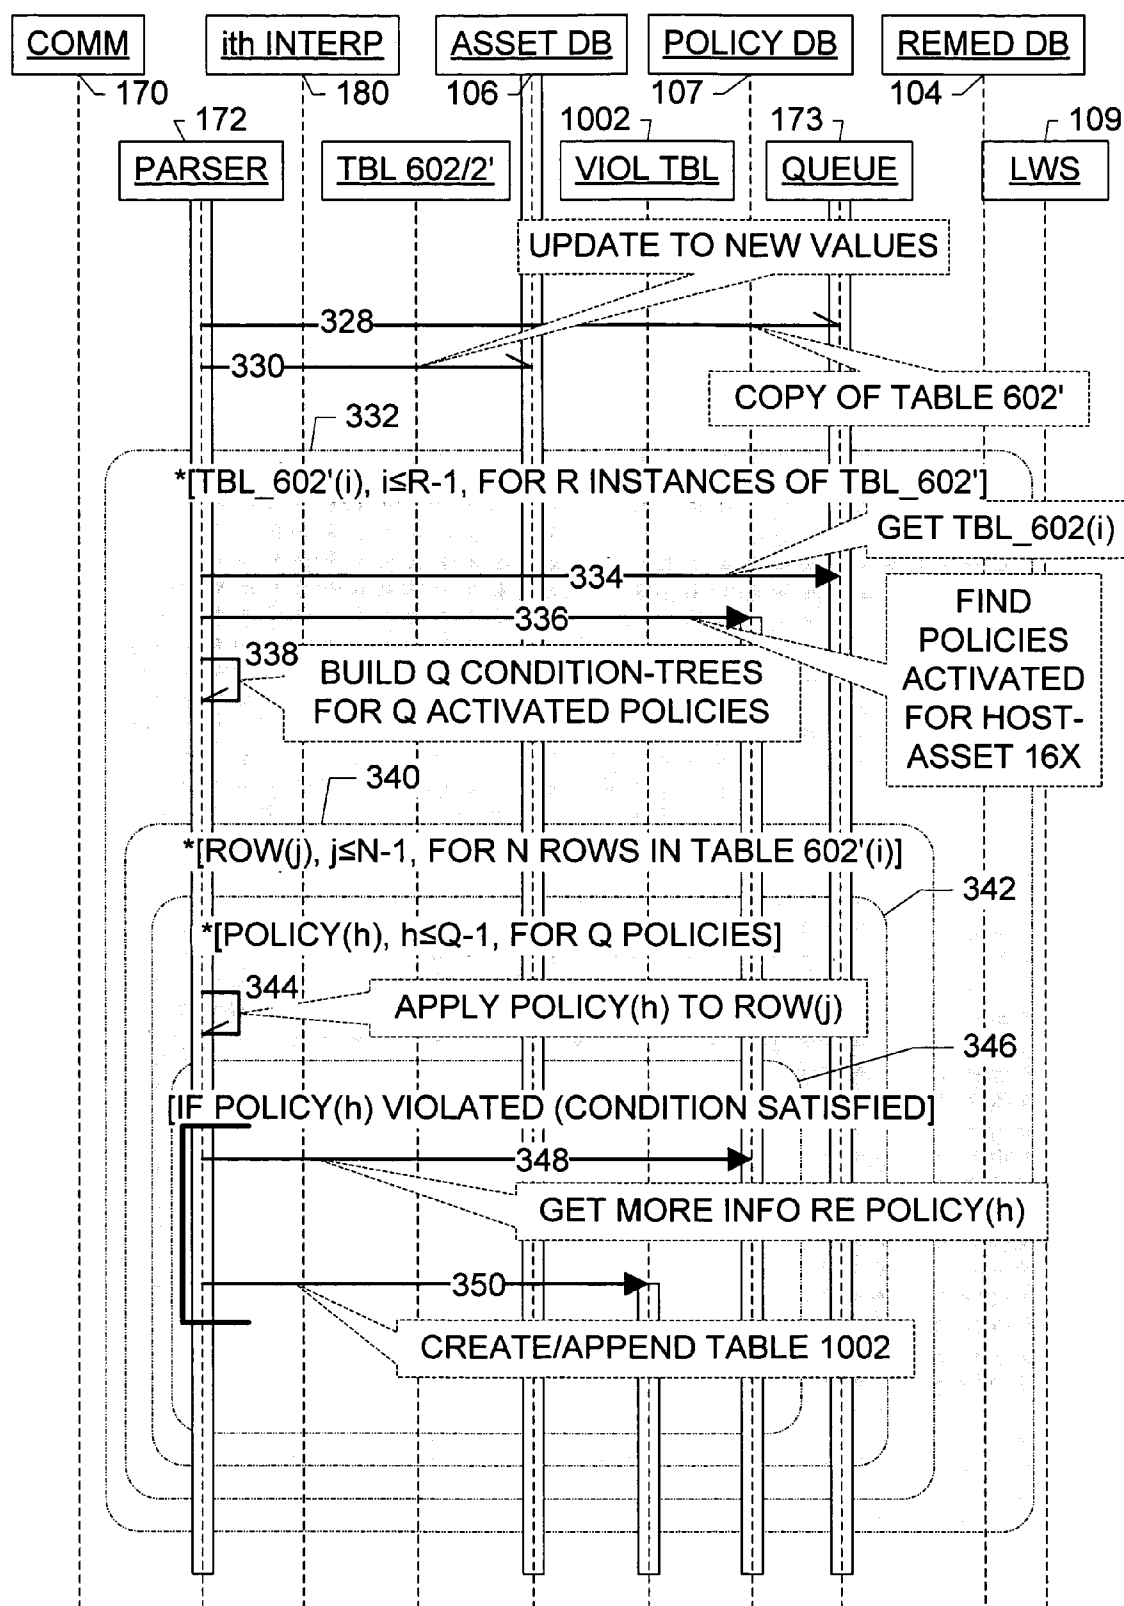 COMM
ith INTERP
ASSET DB
POLICY DB
REMED DB
170
180
106
107
104
172
1002
173
109
PARSER
TBL 602/2'
VIOL TBL
QUEUE
LWS
UPDATE TO NEW VALUES
328
330
COPY OF TABLE 602'
332
*[TBL_602'(i), i≤R-1, FOR R INSTANCES OF TBL_602']
GET TBL_602(i)
334
336
FIND
POLICIES
ACTIVATED
FOR HOST-
ASSET 16X
338
BUILD Q CONDITION-TREES
FOR Q ACTIVATED POLICIES
340
*[ROW(j), j≤N-1, FOR N ROWS IN TABLE 602'(i)]
342
*[POLICY(h), h≤Q-1, FOR Q POLICIES]
344
APPLY POLICY(h) TO ROW(j)
346
[IF POLICY(h) VIOLATED (CONDITION SATISFIED]
348
GET MORE INFO RE POLICY(h)
350
CREATE/APPEND TABLE 1002